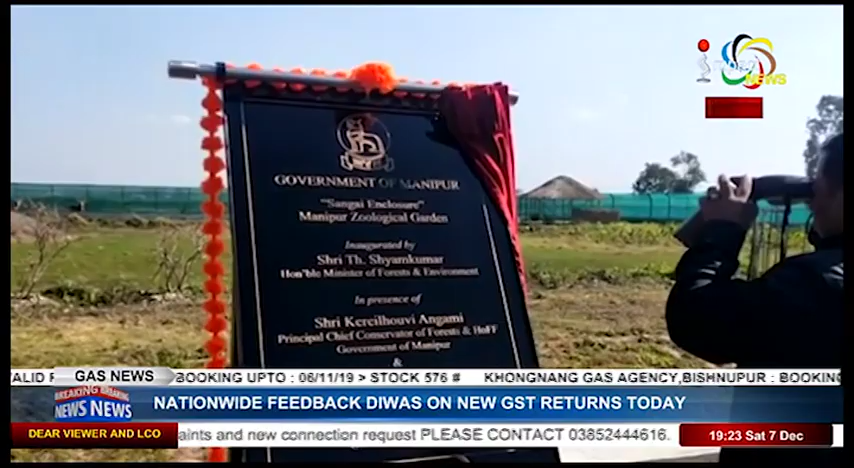 iSTV
NEWS
GOVERNMENT OF MANIPUR
"Sangai Enclosure"
Manipur Zoological Garden
Inaugurated by
Shri Th. Shyamkumar
Hon'ble Minister of Forests & Environment
In presence of
Shri Kereilhouvi Angami
Principal Chief Conservator of Forests & HoFF
Government of Manipur
&
VALID F
GAS NEWS
BOOKING UPTO : 06/11/19 > STOCK 576 # KHONGNANG GAS AGENCY,BISHNUPUR : BOOKING
BREAKING BREAKING
NEWS NEWS
NATIONWIDE FEEDBACK DIWAS ON NEW GST RETURNS TODAY
DEAR VIEWER AND LCO
aints and new connection request PLEASE CONTACT 03852444616.
19:23 Sat 7 Dec